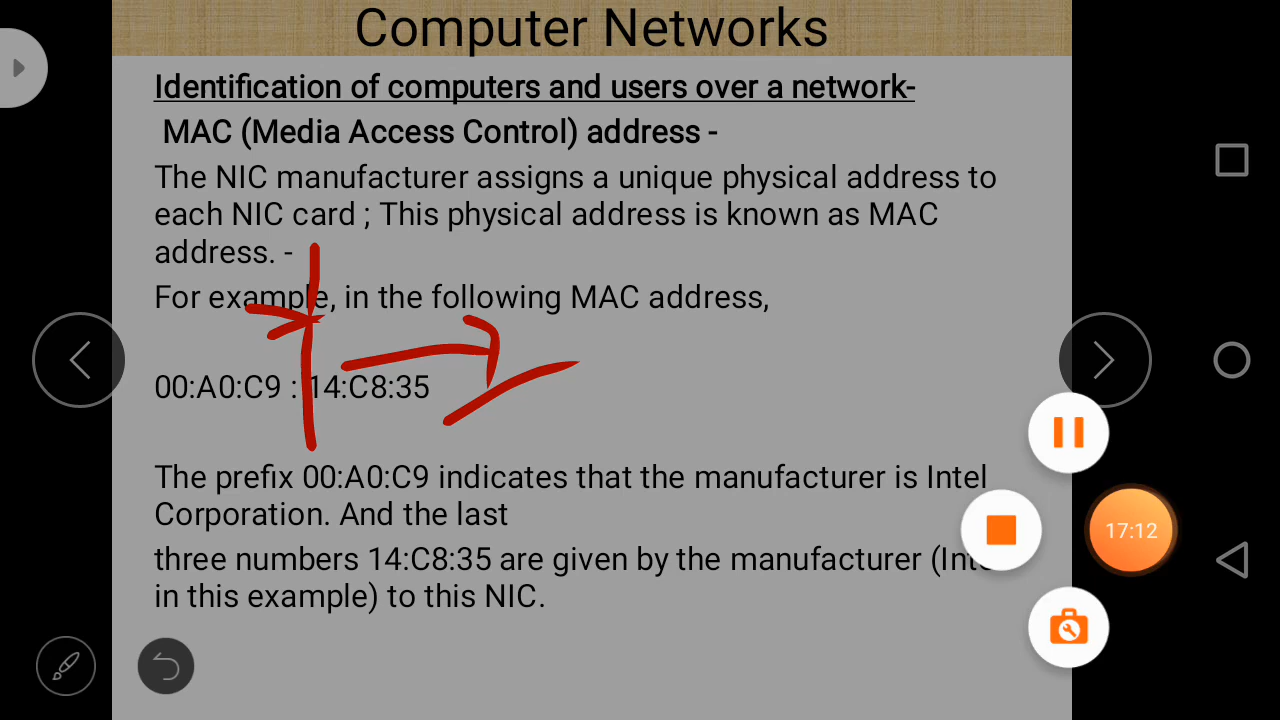 Computer Networks
Identification of computers and users over a network-
MAC (Media Access Control) address -
The NIC manufacturer assigns a unique physical address to
each NIC card ; This physical address is known as MAC
address. -
For example, in the following MAC address,
00:A0:C9 : 14:C8:35
The prefix 00:A0:C9 indicates that the manufacturer is Intel
Corporation. And the last
three numbers 14:C8:35 are given by the manufacturer (Inte
in this example) to this NIC.
17:12